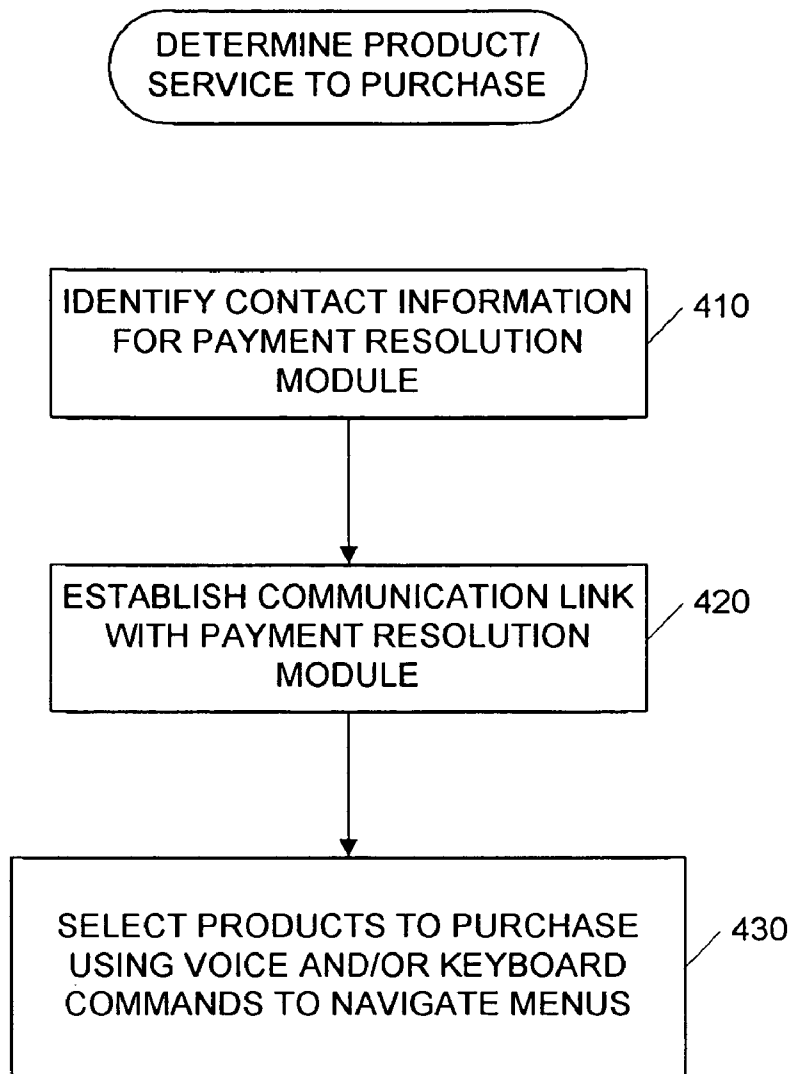 DETERMINE PRODUCT/
SERVICE TO PURCHASE
IDENTIFY CONTACT INFORMATION
FOR PAYMENT RESOLUTION
MODULE
410
ESTABLISH COMMUNICATION LINK
WITH PAYMENT RESOLUTION
MODULE
420
SELECT PRODUCTS TO PURCHASE
USING VOICE AND/OR KEYBOARD
COMMANDS TO NAVIGATE MENUS
430